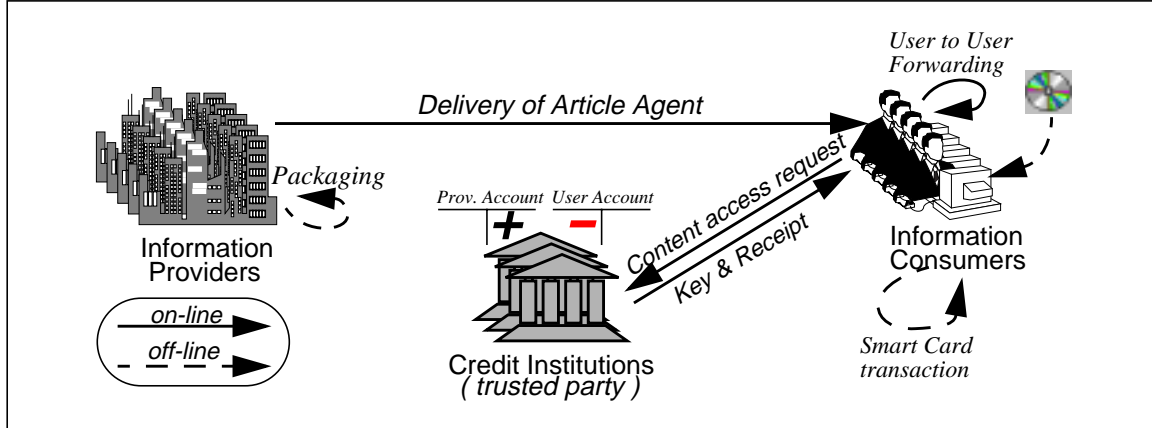 User to User
Forwarding
Delivery of Article Agent
Packaging
Prov. Account
User Account
+
-
Content access request
Key & Receipt
Information
Providers
Information
Consumers
on-line
off-line
Credit Institutions
( trusted party )
Smart Card
transaction